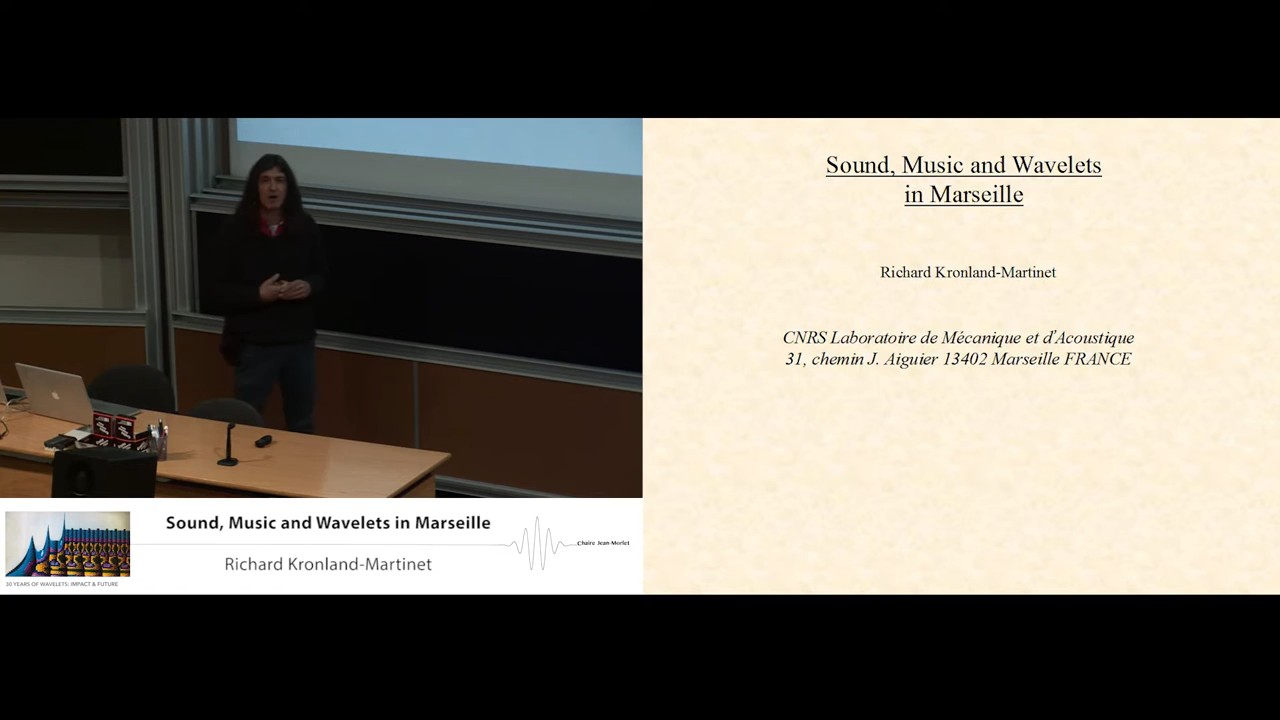 Sound, Music and Wavelets
in Marseille
Richard Kronland-Martinet
CNRS Laboratoire de Mécanique et d'Acoustique
31, chemin J. Aiguier 13402 Marseille FRANCE
Sound, Music and Wavelets in Marseille
Richard Kronland-Martinet
Chaire Jean-Morlet
30 YEARS OF WAVELETS: IMPACT & FUTURE